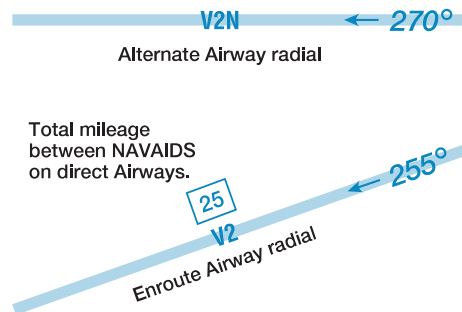 V2N
270°
Alternate Airway radial
Total mileage
between NAVAIDS
on direct Airways.
255°
25
V2
Enroute Airway radial